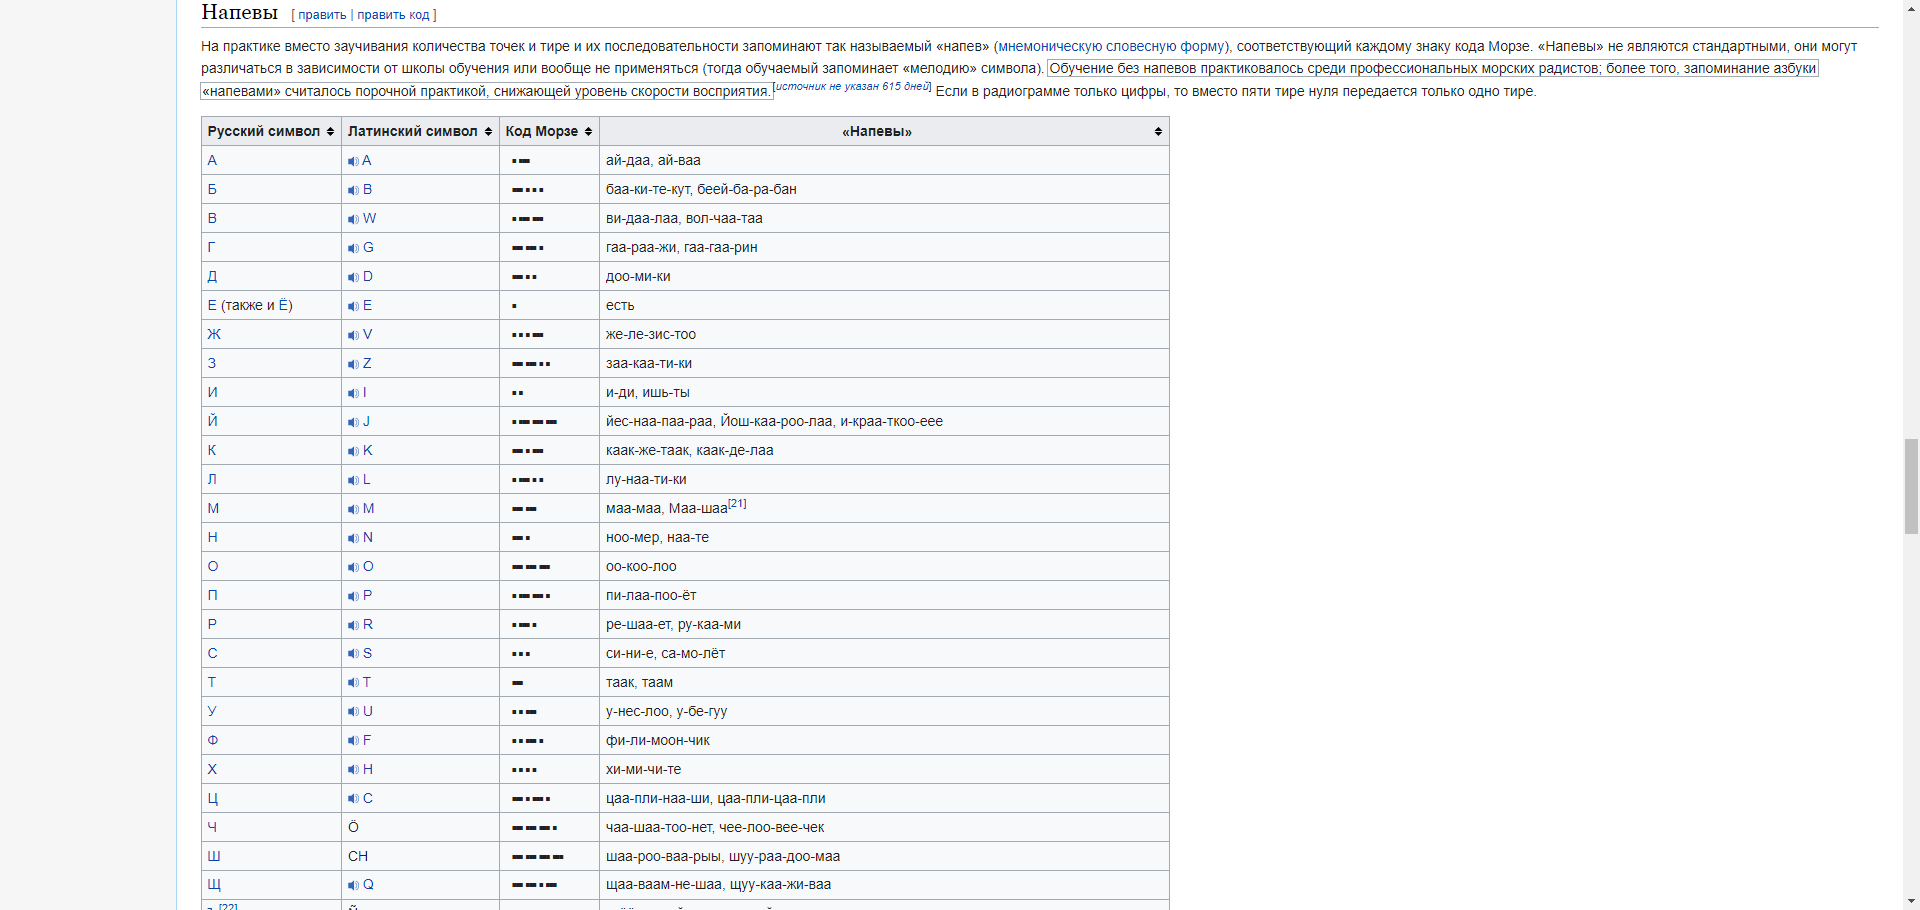 Напевы [ править | править код ]
На практике вместо заучивания количества точек и тире и их последовательности запоминают так называемый «напев» (мнемоническую словесную форму), соответствующий каждому знаку кода Морзе. «Напевы» не являются стандартными, они могут
различаться в зависимости от школы обучения или вообще не применяться (тогда обучаемый запоминает «мелодию» символа). Обучение без напевов практиковалось среди профессиональных морских радистов; более того, запоминание азбуки
«напевами» считалось порочной практикой, снижающей уровень скорости восприятия.[источник не указан 615 дней] Если в радиограмме только цифры, то вместо пяти тире нуля передается только одно тире.
Русский символ Латинский символ Код Морзе «Напевы»
А A ▪▬ ай-даа, ай-ваа
Б B ▬▪▪▪ баа-ки-те-кут, беей-ба-ра-бан
В W ▪▬▬ ви-даа-лаа, вол-чаа-таа
Г G ▬▬▪ гаа-раа-жи, гаа-гаа-рин
Д D ▬▪▪ доо-ми-ки
Е (также и Ё) E ▪ есть
Ж V ▪▪▪▬ же-ле-зис-тоо
З Z ▬▬▪▪ заа-каа-ти-ки
И I ▪▪ и-ди, ишь-ты
Й J ▪▬▬▬ йес-наа-паа-раа, Йош-каа-роо-лаа, и-краа-ткоо-еее
К K ▬▪▬ каак-же-таак, каак-де-лаа
Л L ▪▬▪▪ лу-наа-ти-ки
М M ▬▬ маа-маа, Маа-шаа[21]
Н N ▬▪ ноо-мер, наа-те
О O ▬▬▬ оо-коо-лоо
П P ▪▬▬▪ пи-лаа-поо-ёт
Р R ▪▬▪ ре-шаа-ет, ру-каа-ми
С S ▪▪▪ си-ни-е, са-мо-лёт
Т T ▬ таак, таам
У U ▪▪▬ у-нес-лоо, у-бе-гуу
Ф F ▪▪▬▪ фи-ли-моон-чик
Х H ▪▪▪▪ хи-ми-чи-те
Ц C ▬▪▬▪ цаа-пли-наа-ши, цаа-пли-цаа-пли
Ч Ö ▬▬▬▪ чаа-шаа-тоо-нет, чее-лоо-вее-чек
Ш CH ▬▬▬▬ шаа-роо-ваа-рыы, шуу-раа-доо-маа
Щ Q ▬▬▪▬ щаа-ваам-не-шаа, щуу-каа-жи-ваа
[22]